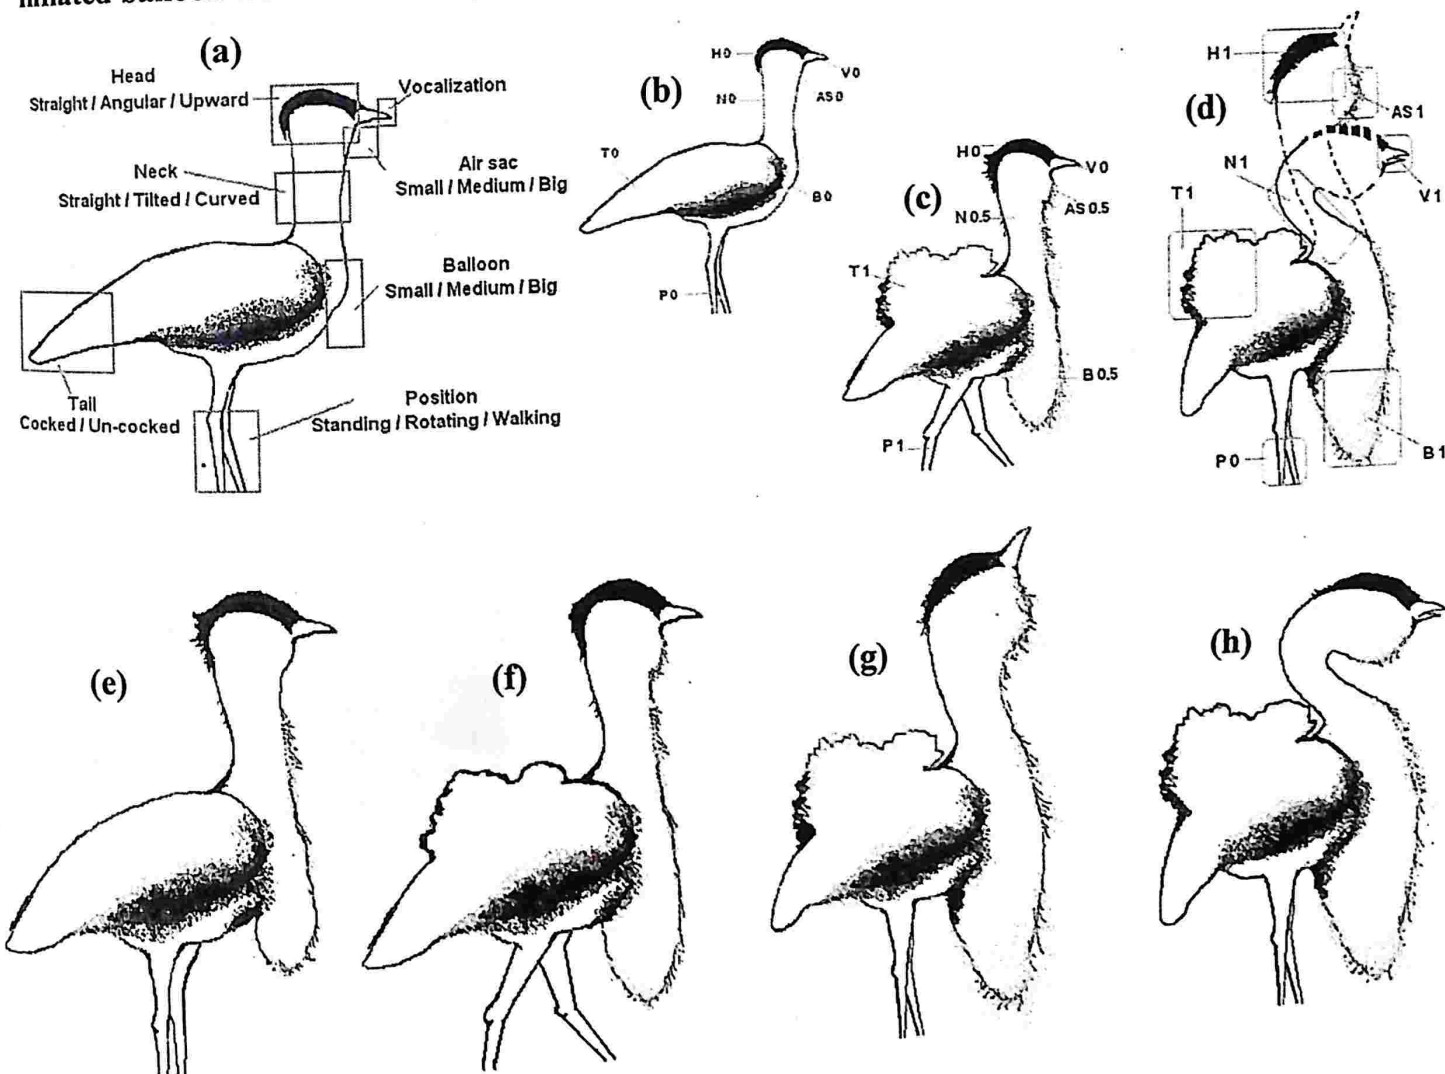 (a)
Head
Straight / Angular / Upward
Vocalization
Air sac
Small / Medium / Big
Neck
Straight / Tilted / Curved
Balloon
Small / Medium / Big
Tail
Cocked / Un-cocked
Position
Standing / Rotating / Walking
(b)
H0
V0
N0
AS0
T0
B0
P0
(c)
H0
V0
N0.5
AS0.5
T1
B0.5
P1
(d)
H1
AS1
N1
V1
T1
P0
B1
(e)
(f)
(g)
(h)